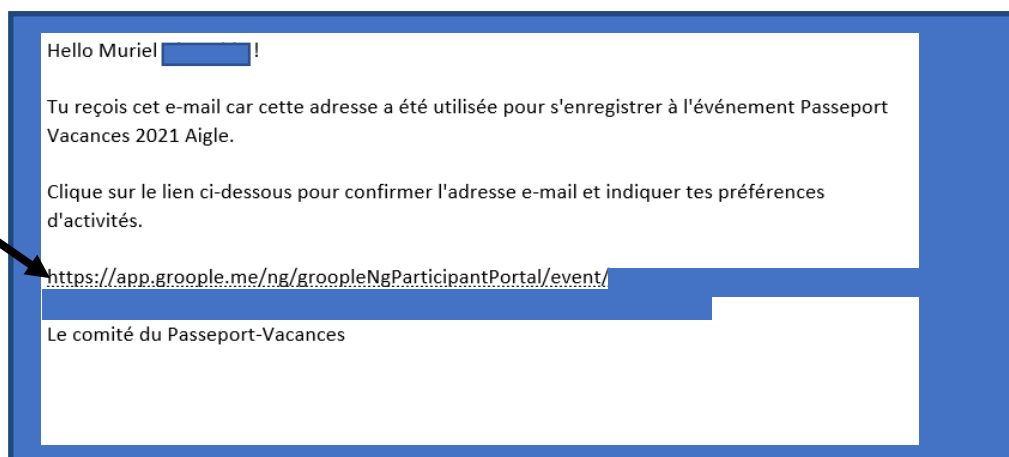 Hello Muriel !
Tu reçois cet e-mail car cette adresse a été utilisée pour s'enregistrer à l'événement Passeport
Vacances 2021 Aigle.
Clique sur le lien ci-dessous pour confirmer l'adresse e-mail et indiquer tes préférences
d'activités.
https://app.groople.me/ng/groopleNgParticipantPortal/event/
Le comité du Passeport-Vacances